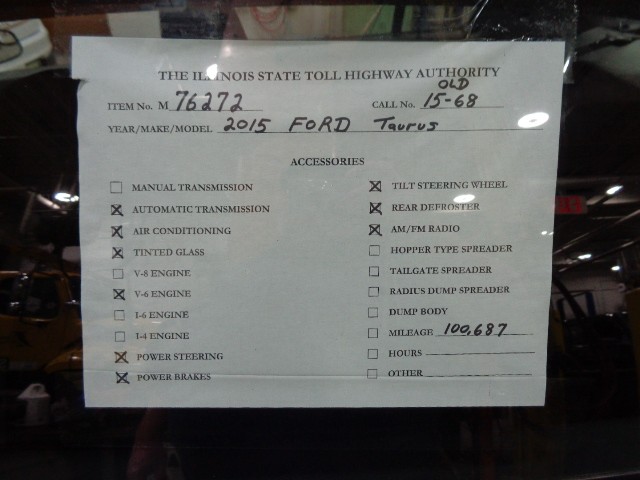 THE ILLINOIS STATE TOLL HIGHWAY AUTHORITY
OLD
ITEM No. M 76272 CALL No. 15-68
YEAR/MAKE/MODEL 2015 FORD Taurus
ACCESSORIES
MANUAL TRANSMISSION TILT STEERING WHEEL
AUTOMATIC TRANSMISSION REAR DEFROSTER
AIR CONDITIONING AM/FM RADIO
TINTED GLASS HOPPER TYPE SPREADER
V-8 ENGINE TAILGATE SPREADER
V-6 ENGINE RADIUS DUMP SPREADER
I-6 ENGINE DUMP BODY
I-4 ENGINE MILEAGE 100,687
POWER STEERING HOURS
POWER BRAKES OTHER